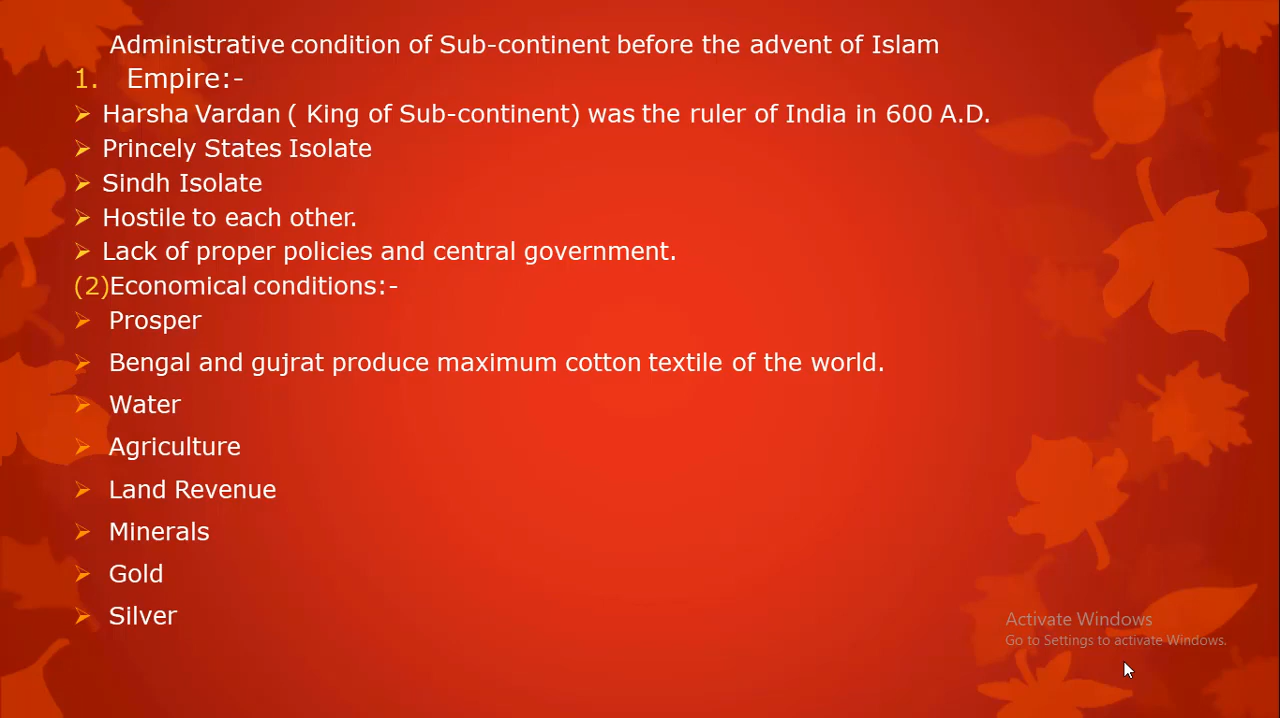 Administrative condition of Sub-continent before the advent of Islam
1. Empire:-
➢ Harsha Vardan ( King of Sub-continent) was the ruler of India in 600 A.D.
➢ Princely States Isolate
➢ Sindh Isolate
➢ Hostile to each other.
➢ Lack of proper policies and central government.
(2)Economical conditions:-
➢ Prosper
➢ Bengal and gujrat produce maximum cotton textile of the world.
➢ Water
➢ Agriculture
➢ Land Revenue
➢ Minerals
➢ Gold
➢ Silver
Activate Windows
Go to Settings to activate Windows.